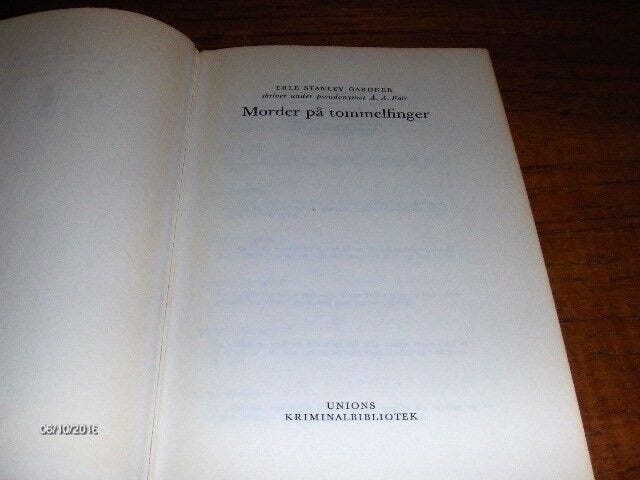 ERLE STANLEY GARDNER
skriver under pseudonymet A. A. Fair
Morder på tommelfinger
UNIONS
KRIMINALBIBLIOTEK
06/10/2016